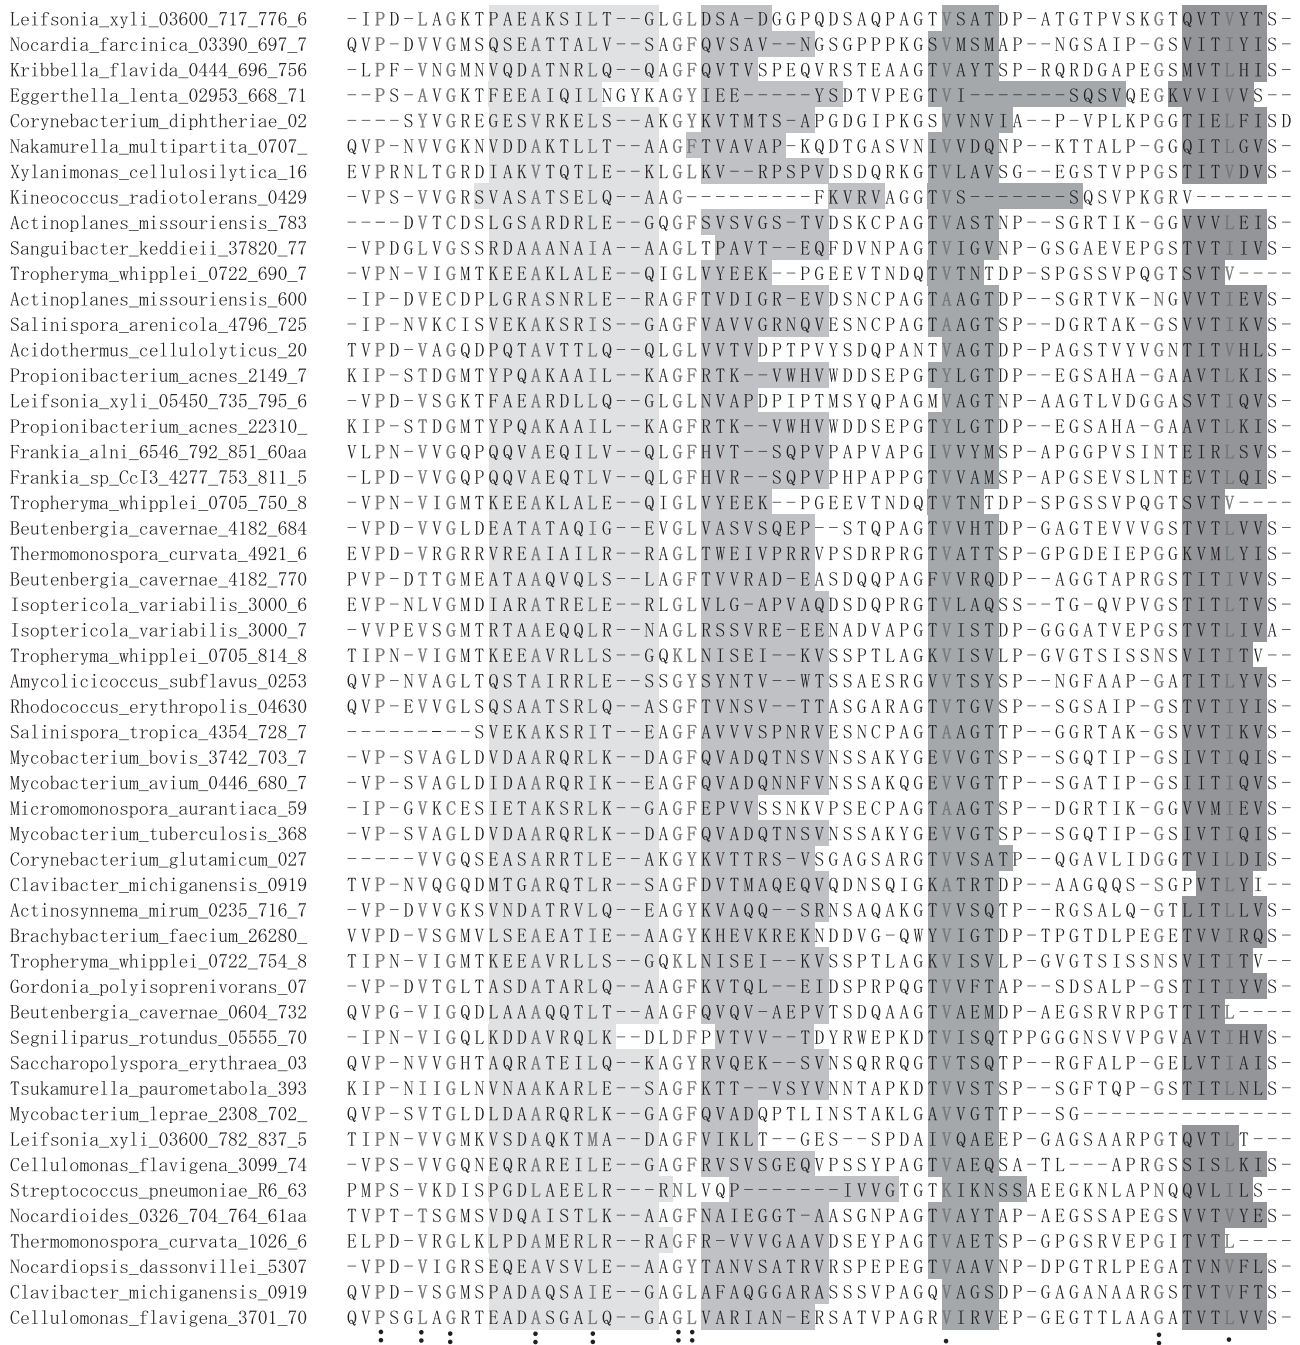 Leifsonia_xyli_03600_717_776_6 -IPD-LAGKTPAEAKSILT--GLGLDSA-DGGPQDSAQPAGTVSATDP-ATGTPVSKGTQVTVYTS-
Nocardia_farcinica_03390_697_7 QVP-DVVGMSQSEATTALV--SAGFQVSAV--NGSGPPPKGSVMSMAP--NGSAIP-GSVITIYIS-
Kribbella_flavida_0444_696_756 -LPF-VNGMNVQDATNRLQ--QAGFQVTVSPEQVRSTEAAGTVAYTSP-RQRDGAPEGSMVTLHIS-
Eggerthella_lenta_02953_668_71 --PS-AVGKTFEEAIQILNGYKAGYIEE-----YSDTVPEGTVI-------SQSVQEGKVVIVVS--
Corynebacterium_diphtheriae_02 ----SYVGREGESVRKELS--AKGYKVTMTS-APGDGIPKGSVVNVIA--P-VPLKPGGTIELFISD
Nakamurella_multipartita_0707_ QVP-NVVGKNVDDAKTLLT--AAGFTVAVAP-KQDTGASVNIVVDQNP--KTTALP-GGQITLGVS-
Xylanimonas_cellulosilytica_16 EVPRNLTGRDIASAKVTQTLE--KLGLKV--RPSPVDSDQRGTVLAVSG--EGSTVPPGSTITVDVS-
Kineococcus_radiotolerans_0429 -VPS-VVGRSVASATSELQ--AAG---------FKVRVAGGTVS-------SQSVPKGRV-----
Actinoplanes_missouriensis_783 ----DVTCDSLGSARDRLE--GQGFSVSVGS-TVDSKCPAGTVASTNP--SGRTIK-GGVVVLEIS-
Sanguibacter_keddieii_37820_77 -VPDGLVGSSRDAAANAIA--AAGLTPAVT--EQFDVNPAGTVIGVNP-GSGAEVEPGSTVTIIVS-
Tropheryma_whipplei_0722_690_7 -VPN-VIGMTKEEAKLALE--QIGLVYEEK--PGEEVTNDQTVTNTDP-SPGSSVPQGTSVTV----
Actinoplanes_missouriensis_600 -IP-DVECDPLGRASNRLE--RAGFTVDIGR-EVDSNCPAGTAAGTDP--SGRTVK-NGVVTIEVS-
Salinispora_arenicola_4796_725 -IP-NVKCISVEKAKSRIS--GAGFVAVVGRNQVESNCPAGTAAGTSP--DGRTAK-GSVVTIKVS-
Acidothermus_cellulolyticus_20 TVPD-VAGQDPQTAVTTLQ--QLGLVVTVDPTPVYSDQPANTVAGTDP-PAGSTVYVGNTITVHLS-
Propionibacterium_acnes_2149_7 KIP-STDGMTYPQAKAAIL--KAGFRTK--VWHVWDDSEPGTYLGTDP--EGSAHA-GAAVTLKIS-
Leifsonia_xyli_05450_735_795_6 -VPD-VSGKTFAEARDLLQ--GLGLNVAPDPIPTMSYQPAGMVAGTNP-AAGTLVDGGASVTIQVS-
Propionibacterium_acnes_22310_ KIP-STDGMTYPQAKAAIL--KAGFRTK--VWHVWDDSEPGTYLGTDP--EGSAHA-GAAVTLKIS-
Frankia_alni_6546_792_851_60aa VLPN-VVGQPQQVAEQILV--QLGFHVT--SQPVPAPVAPGIVVYMSP-APGGPVSINTEIRLSVS-
Frankia_sp_CcI3_4277_753_811_5 -LPD-VVGQPQQVAEQTLV--QLGFHVR--SQPVPHPAPPGTVVAMSP-APGSEVSLNTEVTLQIS-
Tropheryma_whipplei_0705_750_8 -VPN-VIGMTKEEAKLALE--QIGLVYEEK--PGEEVTNDQTVTNTDP-SPGSSVPQGTSVTV----
Beutenbergia_cavernae_4182_684 -VPD-VVGLDEATATAQIG--EVGLVASVSQEP--STQPAGTVVHTDP-GAGTEVVVGSTVTLVVS-
Thermomonospora_curvata_4921_6 EVPD-VRGRRVREAIAILR--RAGLTWEIVPRRVPSDRPRGTVATTSP-GPGDEIEPGGKVMLYIS-
Beutenbergia_cavernae_4182_770 PVP-DTTGMEATAAQVQLS--LAGFTVVRAD-EASDQQPAGFVVRQDP--AGGTAPRGSTITIVVS-
Isoptericola_variabilis_3000_6 EVP-NLVGMDIARATRELE--RLGLVLG-APVAQDSDQPRGTVLAQSS--TG-QVPVGSTITLTVS-
Isoptericola_variabilis_3000_7 -VVPEVSGMTRTAAEQQLR--NAGLRSSVRE-EENADVAPGTVISTDP-GGGATVEPGSTVTLIVA-
Tropheryma_whipplei_0705_814_8 TIPN-VIGMTKEEAVRLLS--GQKLNISEI--KVSSPTLAGKVISVLP-GVGTSISSNSVITITV--
Amycolicicoccus_subflavus_0253 QVP-NVAGLTQSTAIRRLE--SSGYSYNTV--WTSSAESRGVVTSYSP--NGFAAP-GATITLYVS-
Rhodococcus_erythropolis_04630 QVP-EVVGLSQSAATSRLQ--ASGFTVNSV--TTASGARAGTVTGVSP--SGSMAIP-GSTVTIYVS-
Salinispora_tropica_4354_728_7 ---------SVEKAKSRIT--EAGFAVVVSPNRVESNCPAGTAAGTTP--GGRTAK-GSVVTIKVS-
Mycobacterium_bovis_3742_703_7 -VP-SVAGLDVDAARQRLK--DAGFQVADQTNSVNSSAKYGEVVGTSP--SGQTIP-GSIVTIQIS-
Mycobacterium_avium_0446_680_7 -VP-SVAGLDIDAARQRIK--EAGFQVADQNNFVNSSAKQGEVVGTTP--SGATIP-GSIITIQVS-
Micromomonospora_aurantiaca_59 -IP-GVKCESIETAKSRLK--GAGFEPVVSSNKVPSECPAGTAAGTSP--DGRTIK-GGVVMIEVS-
Mycobacterium_tuberculosis_368 -VP-SVAGLDVDAARQRLK--DAGFQVADQTNSVNSSAKYGEVVGTSP--SGQTIP-GSIVTIQIS-
Corynebacterium_glutamicum_027 -----VVGQSEASARRTLE--AKGYKVTTRS-VSGAGSARGTVVSATP--QGAVLIDGGTVILDIS-
Clavibacter_michiganensis_0919 TVP-NVQGQDMTGARQTLR--SAGFDVTMAQEQVQDNSQIGKATRTDP--AAGQQS-SGPVTLYI--
Actinosynnema_mirum_0235_716_7 -VP-DVVGKSVNDATRVLQ--EAGYKVAQQ--SRNSAQAKGTVVSQTP--RGSALQ-GTLITLLVS-
Brachybacterium_faecium_26280_ VVPD-VSGMVLSEAEATIE--AAGYKHEVKREKNDDVG-QWYVIGTDP-TPGTDLPEGETVVIRQS-
Tropheryma_whipplei_0722_754_8 TIPN-VIGMTKEEAVRLLS--GQKLNISEI--KVSSPTLAGKVISVLP-GVGTSISSNSVITITV--
Gordonia_polyisoprenivorans_07 -VP-DVTGLTASDATARLQ--AAGFKVTQL--EIDSPRPQGTVVFTAP--SDSALP-GSTITIYVS-
Beutenbergia_cavernae_0604_732 QVPG-VIGQDLAAAQQTLT--AAGFQVQV-AEPVTSDQAAGTVAEMDP-AEGSRVRPGTTITL----
Segniliparus_rotundus_05555_70 -IPN-VIGQLKDDAVRQLK--DLDFPVTVV--TDYRWEPKDTVISQTPPGGGNSVVPGVAVTIHVS-
Saccharopolyspora_erythraea_03 QVP-NVVGHTAQRATEILQ--KAGYRVQEK--SVNSQRRQGTVTSQTP--RGFALP-GELVTIAIS-
Tsukamurella_paurometabola_393 KIP-NIIGLNVNAAKARLE--SAGFKTT--VSYVNNTAPKDTVVSTSP--SGFTQP-GSTITLNLS-
Mycobacterium_leprae_2308_702_ QVP-SVTGLDLDAARQRLK--GAGFQVADQPTLINSTAKLGAVVGTTP--SG---------------
Leifsonia_xyli_03600_782_837_5 TIPN-VVGMKVSDAQKTMA--DAGFVIKLT--GES--SPDAIVQAEEP-GAGSAARPGTQVTLT---
Cellulomonas_flavigena_3099_74 -VPS-VVGQNEQRAREILE--GAGFRVSVSGEQVPSSYPAGTVAEQSA-TL---APRGSSISLKIS-
Streptococcus_pneumoniae_R6_63 PMPS-VKDISPGDLAEELR---RNLVQP--------IVVGTGTKIKNSSAEEGKNLAPNQQVLILS--
Nocardioides_0326_704_764_61aa TVPT-TSGMSVDQAISTLK--AAGFNAIEGGT-AASGNPAGTVAYTAP-AEGSSAPEGSVVTVYES-
Thermomonospora_curvata_1026_6 ELPD-VRGLKLPDAMERLR--RAGFR-VVVGAAVDSEYPAGTVAETSP-GPGSRVEPGITVTL----
Nocardiopsis_dassonvillei_5307 -VPD-VRGRSEQEAVSVLE--AAGYTANVSATRVRSPEPEGTVAAVNP-DPGTRLPEGATVNVFLS-
Clavibacter_michiganensis_0919 QVPD-VSGMSPADAQSAIE--GAGLAFAQGGARASSSVPAGQVAGSDP-GAGANAARGSTVTVFTS-
Cellulomonas_flavigena_3701_70 QVPSGLAGRTEADASGALQ--GAGLVARIAN-ERSATVPAGRVIRVEP-GEGTTLAAGATVTVVVS-
: : : : : : : . : .